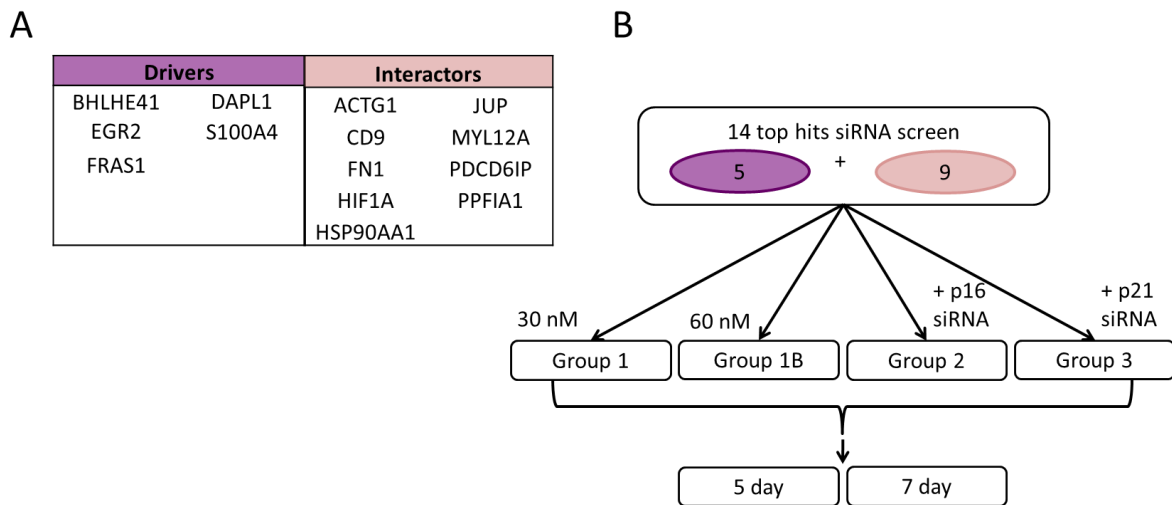 A
Drivers Interactors
BHLHE41 DAPL1 ACTG1 JUP
EGR2 S100A4 CD9 MYL12A
FRAS1 FN1 PDCD6IP
HIF1A PPFIA1
HSP90AA1
B
14 top hits siRNA screen
5 + 9
30 nM 60 nM + p16 siRNA + p21 siRNA
Group 1 Group 1B Group 2 Group 3
5 day 7 day